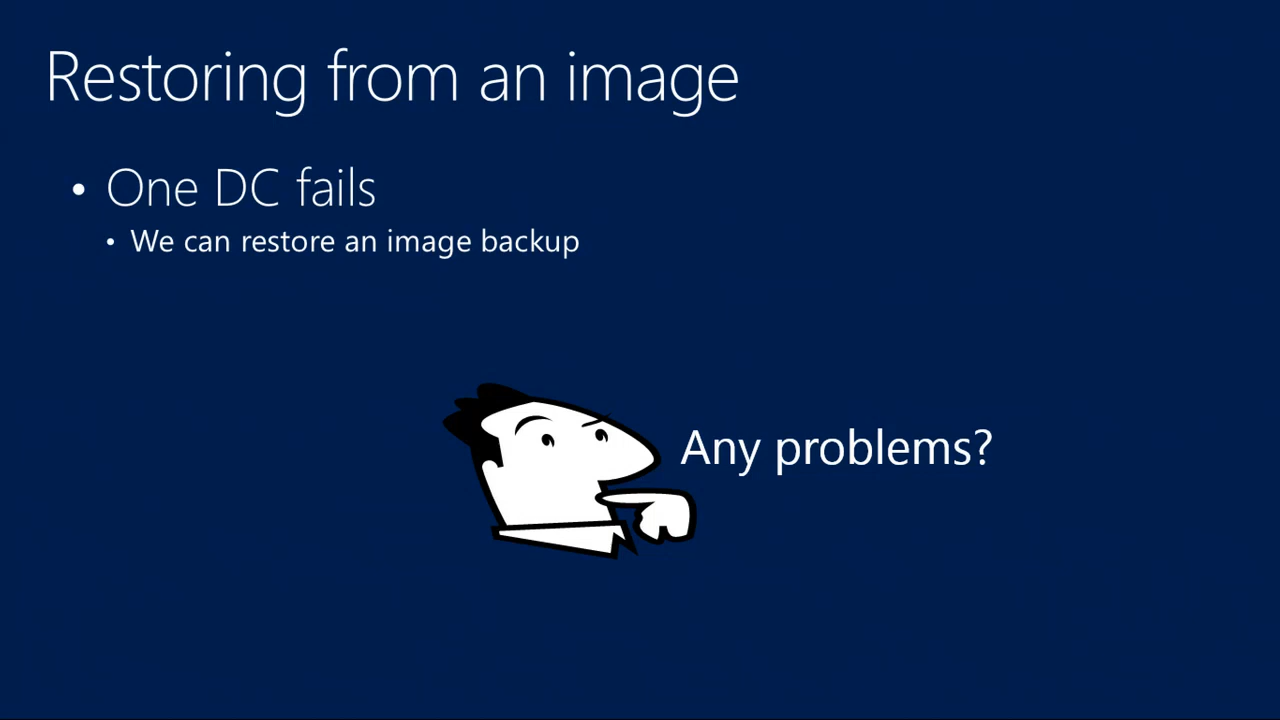 Restoring from an image
• One DC fails
• We can restore an image backup
Any problems?